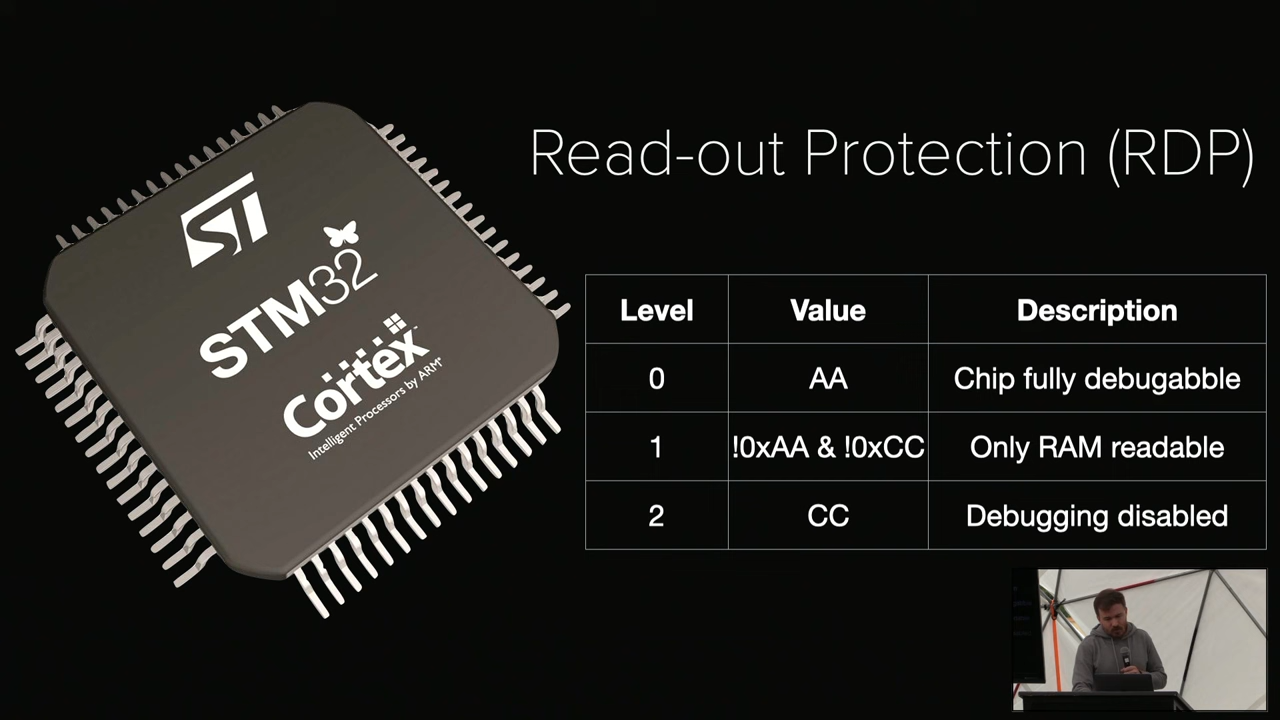 Read-out Protection (RDP)
ST
STM32
Cortex
Intelligent Processors by ARM®
Level Value Description
0 AA Chip fully debugabble
1 !0xAA & !0xCC Only RAM readable
2 CC Debugging disabled